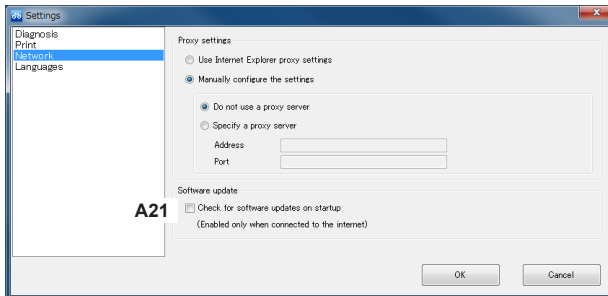 Settings
Diagnosis
Print
Network
Languages
Proxy settings
Use Internet Explorer proxy settings
Manually configure the settings
Do not use a proxy server
Specify a proxy server
Address
Port
Software update
A21
Check for software updates on startup
(Enabled only when connected to the internet)
OK
Cancel